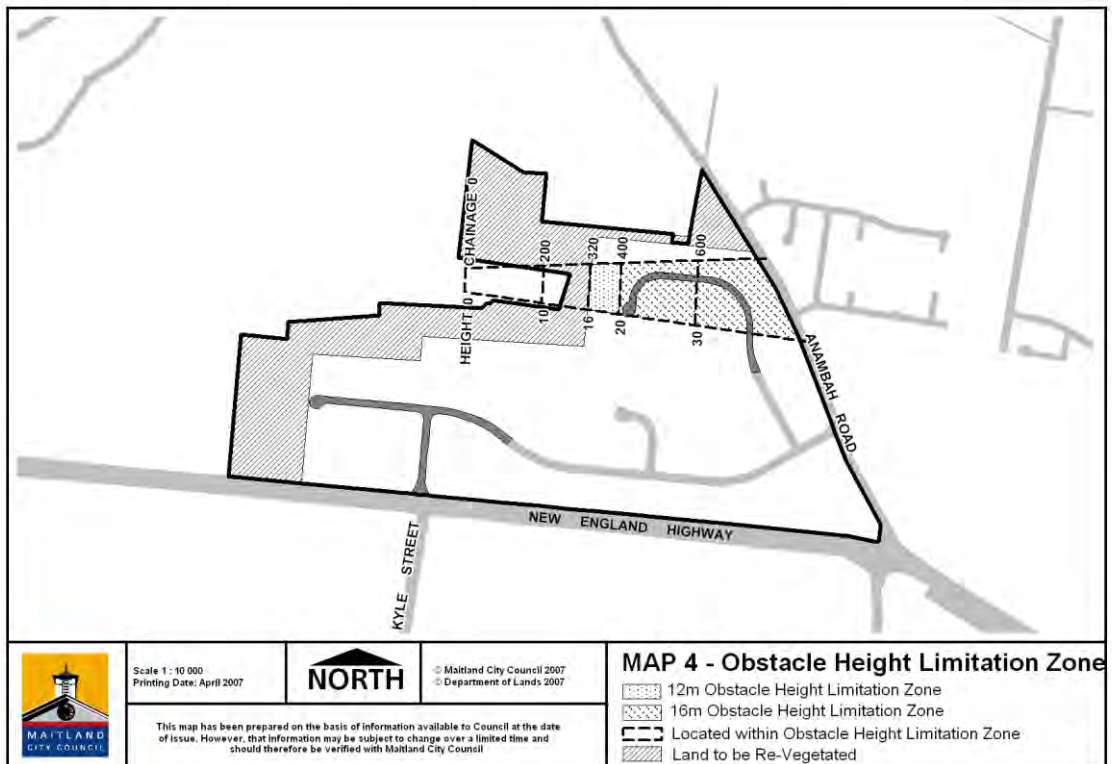 CHAINAGE 0
200
320
400
600
HEIGHT 0
10
16
20
30
ANAMBAH ROAD
NEW ENGLAND HIGHWAY
KYLE STREET
MAITLAND
CITY COUNCIL
Scale 1 : 10 000
Printing Date: April 2007
NORTH
© Maitland City Council 2007
© Department of Lands 2007
This map has been prepared on the basis of information available to Council at the date
of issue. However, that information may be subject to change over a limited time and
should therefore be verified with Maitland City Council
MAP 4 - Obstacle Height Limitation Zone
12m Obstacle Height Limitation Zone
16m Obstacle Height Limitation Zone
Located within Obstacle Height Limitation Zone
Land to be Re-Vegetated